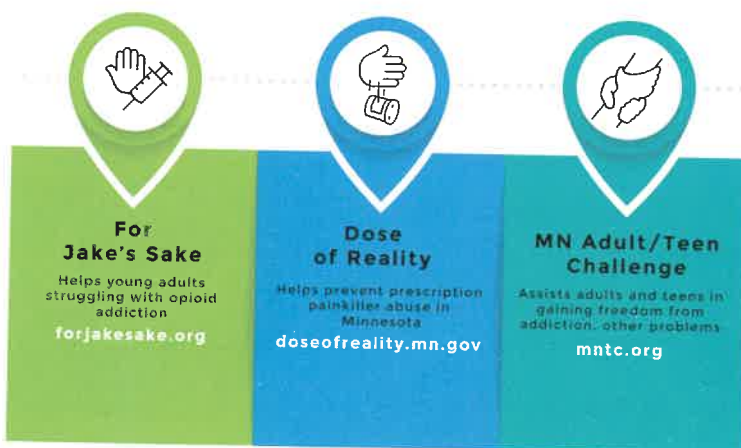 For
Jake's Sake
Helps young adults
struggling with opioid
addiction
forjakesake.org
Dose
of Reality
Helps prevent prescription
painkiller abuse in
Minnesota
doseofreality.mn.gov
MN Adult/Teen
Challenge
Assists adults and teens in
gaining freedom from
addiction, other problems
mntc.org